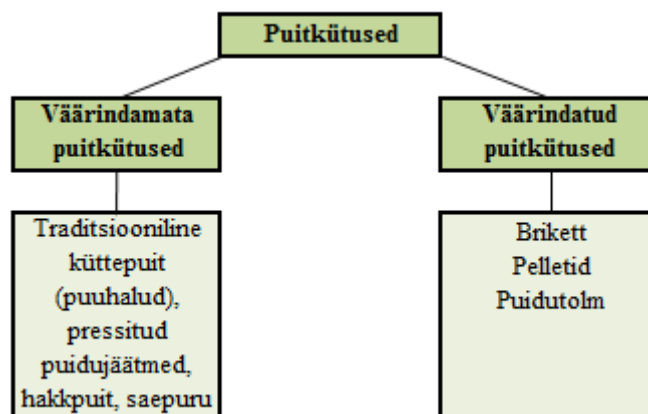 Puitkütused
Väärindamata
puitkütused
Traditsiooniline
küttepuit
(puuhalud),
pressitud
puidujäätmed,
hakkpuit, saepuru
Väärindatud
puitkütused
Brikett
Pelletid
Puidutolm